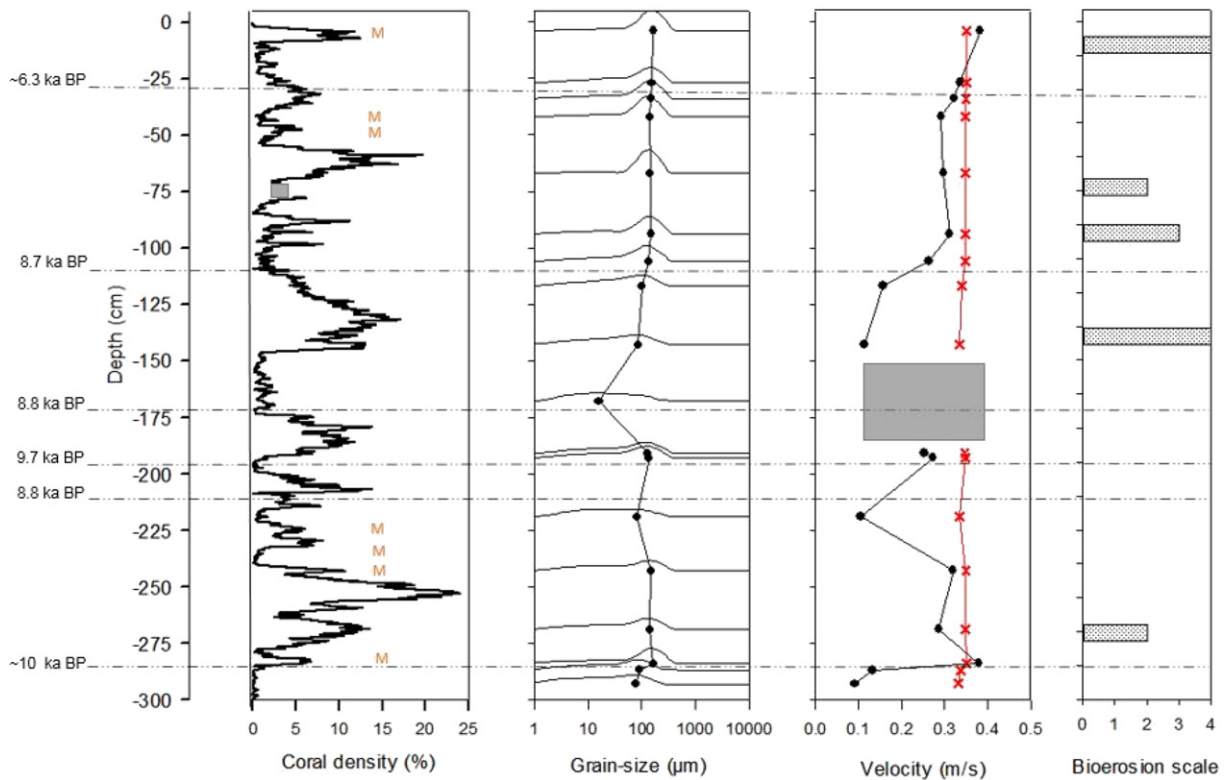 0
M
-25
~6.3 ka BP
M
-50
M
-75
-100
8.7 ka BP
-125
-150
8.8 ka BP
-175
9.7 ka BP
-200
8.8 ka BP
-225
M
M
-250
M
-275
M
~10 ka BP
-300
Depth (cm)
0 5 10 15 20 25
1 10 100 1000 10000
0.0 0.1 0.2 0.3 0.4 0.5
0 1 2 3 4
Coral density (%)
Grain-size (µm)
Velocity (m/s)
Bioerosion scale